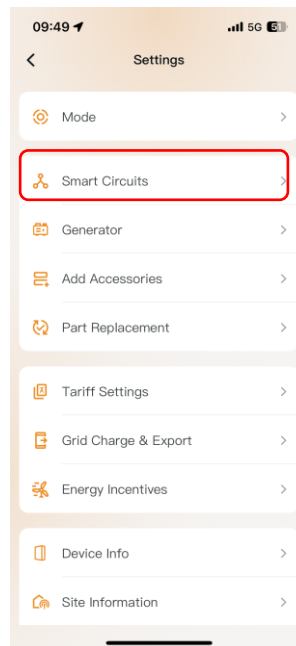 09:49 5G 5
Settings
Mode
Smart Circuits
Generator
Add Accessories
Part Replacement
Tariff Settings
Grid Charge & Export
Energy Incentives
Device Info
Site Information